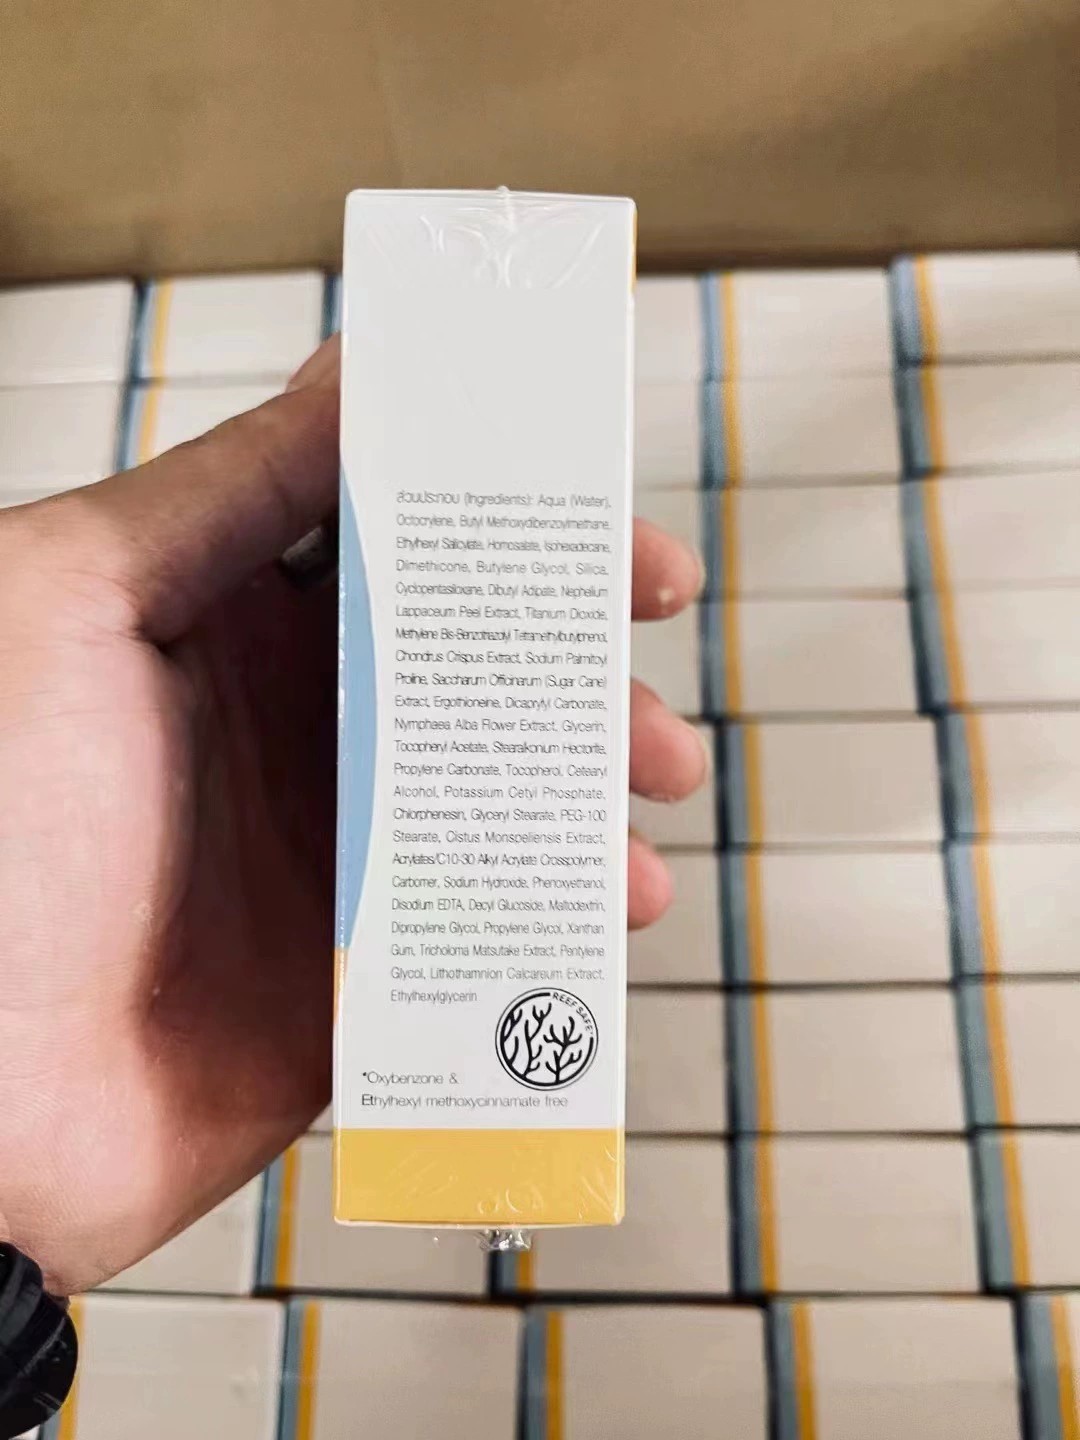 ส่วนประกอบ (Ingredients): Aqua (Water),
Octocrylene, Butyl Methoxydibenzoylmethane,
Ethylhexyl Salicylate, Homosalate, Isohexadecane,
Dimethicone, Butylene Glycol, Silica,
Cyclopentasiloxane, Dibutyl Adipate, Nephelium
Lappaceum Peel Extract, Titanium Dioxide,
Methylene Bis-Benzotriazolyl Tetramethylbutylphenol,
Chondrus Crispus Extract, Sodium Palmitoyl
Proline, Saccharum Officinarum (Sugar Cane)
Extract, Ergothioneine, Dicaprylyl Carbonate,
Nymphaea Alba Flower Extract, Glycerin,
Tocopheryl Acetate, Stearalkonium Hectorite,
Propylene Carbonate, Tocopherol, Cetearyl
Alcohol, Potassium Cetyl Phosphate,
Chlorphenesin, Glyceryl Stearate, PEG-100
Stearate, Cistus Monspeliensis Extract,
Acrylates/C10-30 Alkyl Acrylate Crosspolymer,
Carbomer, Sodium Hydroxide, Phenoxyethanol,
Disodium EDTA, Decyl Glucoside, Maltodextrin,
Dipropylene Glycol, Propylene Glycol, Xanthan
Gum, Tricholoma Matsutake Extract, Pentylene
Glycol, Lithothamnion Calcareum Extract,
Ethylhexylglycerin
REEF SAFE*
*Oxybenzone &
Ethylhexyl methoxycinnamate free